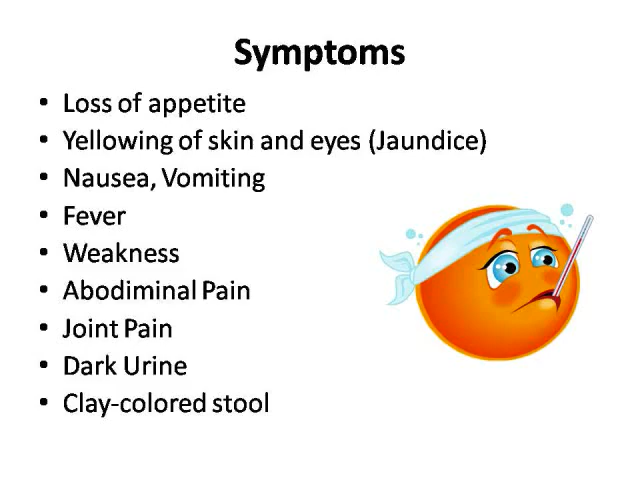 Symptoms
• Loss of appetite
• Yellowing of skin and eyes (Jaundice)
• Nausea, Vomiting
• Fever
• Weakness
• Abodiminal Pain
• Joint Pain
• Dark Urine
• Clay-colored stool